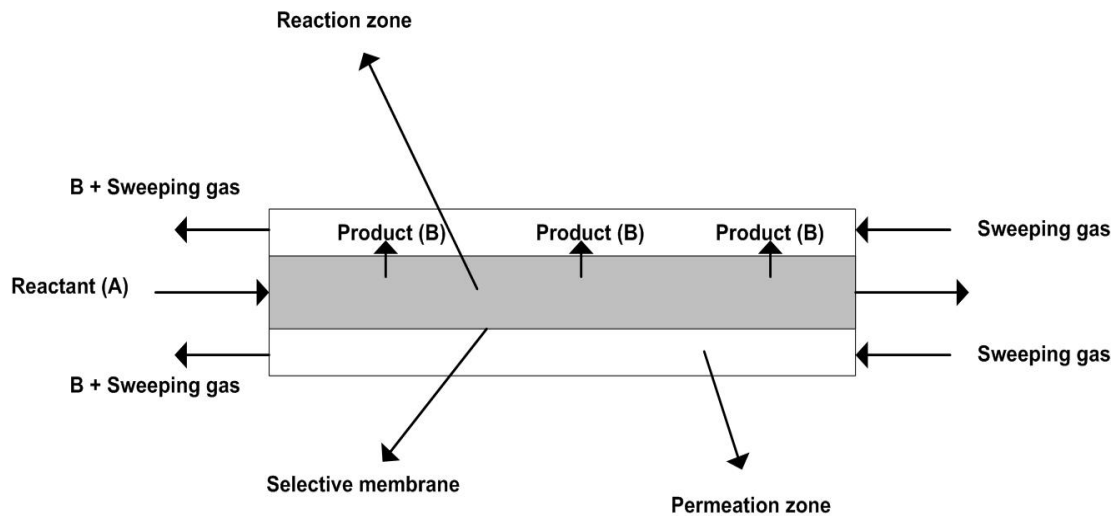 Reaction zone
B + Sweeping gas
Product (B)
Product (B)
Product (B)
Sweeping gas
Reactant (A)
Sweeping gas
B + Sweeping gas
Selective membrane
Permeation zone